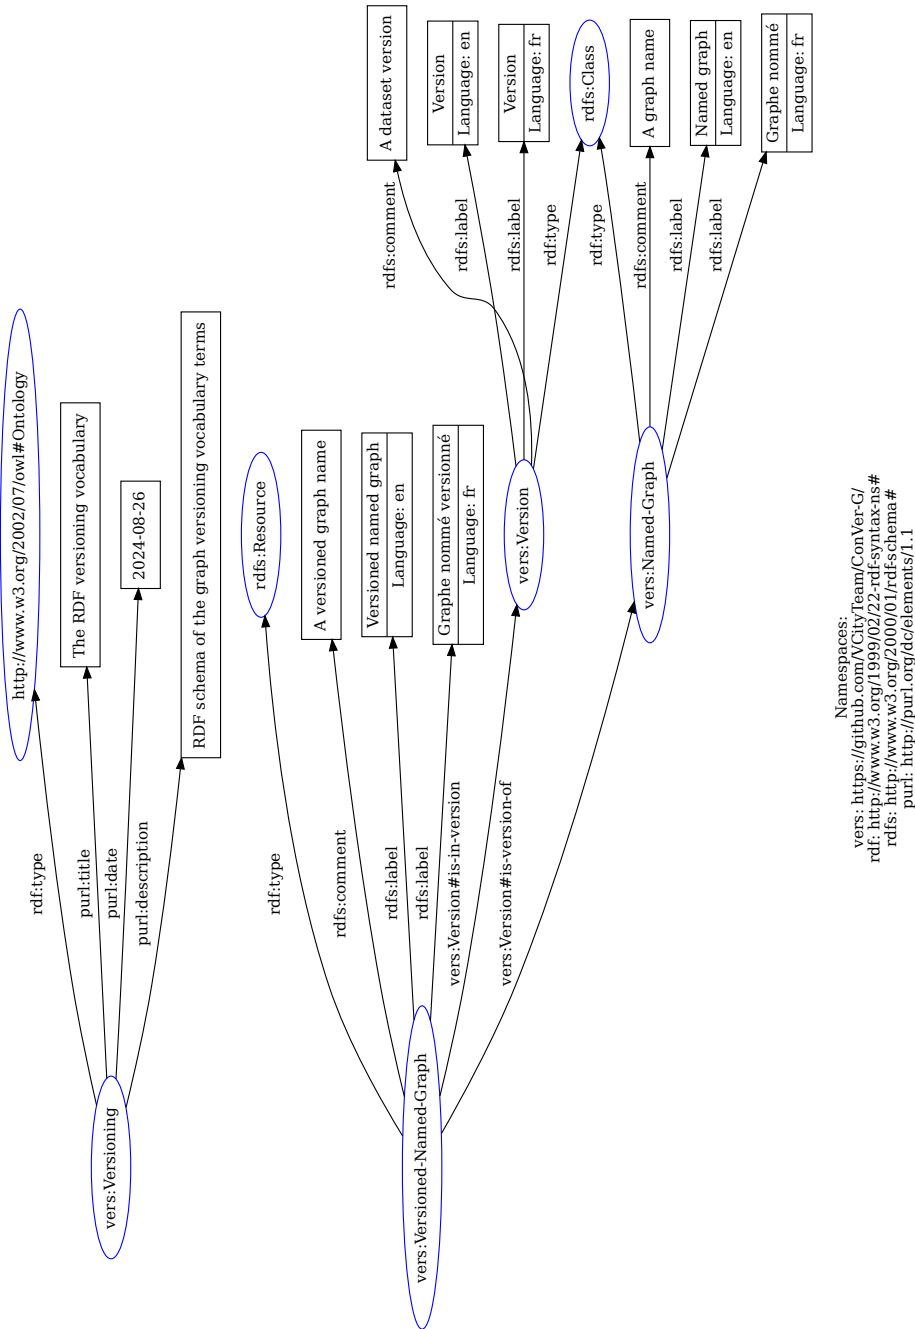 http://www.w3.org/2002/07/owl#Ontology
The RDF versioning vocabulary
2024-08-26
RDF schema of the graph versioning vocabulary terms
rdf:type
purl:title
purl:date
purl:description
vers:Versioning
rdfs:Resource
A versioned graph name
Versioned named graph
Language: en
Graphe nommé versionné
Language: fr
rdf:type
rdfs:comment
rdfs:label
rdfs:label
vers:Version#is-in-version
vers:Version#is-version-of
vers:Versioned-Named-Graph
A dataset version
Version
Language: en
Version
Language: fr
rdfs:Class
A graph name
Named graph
Language: en
Graphe nommé
Language: fr
rdfs:comment
rdfs:label
rdfs:label
rdf:type
rdf:type
rdfs:comment
rdfs:label
rdfs:label
vers:Version
vers:Named-Graph
Namespaces:
vers: https://github.com/VCityTeam/ConVer-G/
rdf: http://www.w3.org/1999/02/22-rdf-syntax-ns#
rdfs: http://www.w3.org/2000/01/rdf-schema#
purl: http://purl.org/dc/elements/1.1